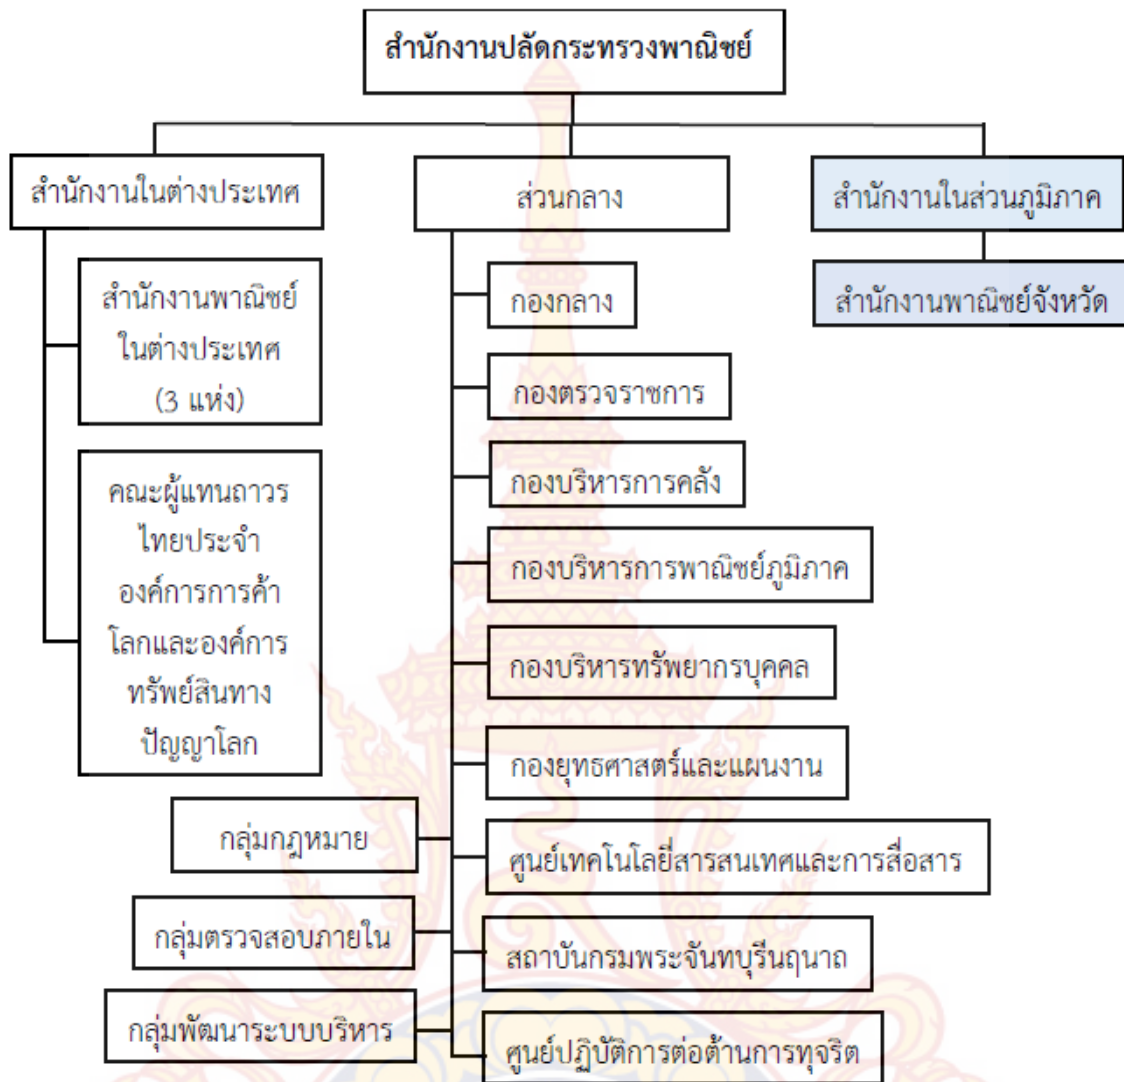 สำนักงานปลัดกระทรวงพาณิชย์
สำนักงานในต่างประเทศ
สำนักงานพาณิชย์
ในต่างประเทศ
(3 แห่ง)
คณะผู้แทนถาวร
ไทยประจำ
องค์การการค้า
โลกและองค์การ
ทรัพย์สินทาง
ปัญญาโลก
ส่วนกลาง
กองกลาง
กองตรวจราชการ
กองบริหารการคลัง
กองบริหารการพาณิชย์ภูมิภาค
กองบริหารทรัพยากรบุคคล
กองยุทธศาสตร์และแผนงาน
ศูนย์เทคโนโลยี่สารสนเทศและการสื่อสาร
สถาบันกรมพระจันทบุรีนฤนาถ
ศูนย์ปฏิบัติการต่อต้านการทุจริต
กลุ่มกฎหมาย
กลุ่มตรวจสอบภายใน
กลุ่มพัฒนาระบบบริหาร
สำนักงานในส่วนภูมิภาค
สำนักงานพาณิชย์จังหวัด